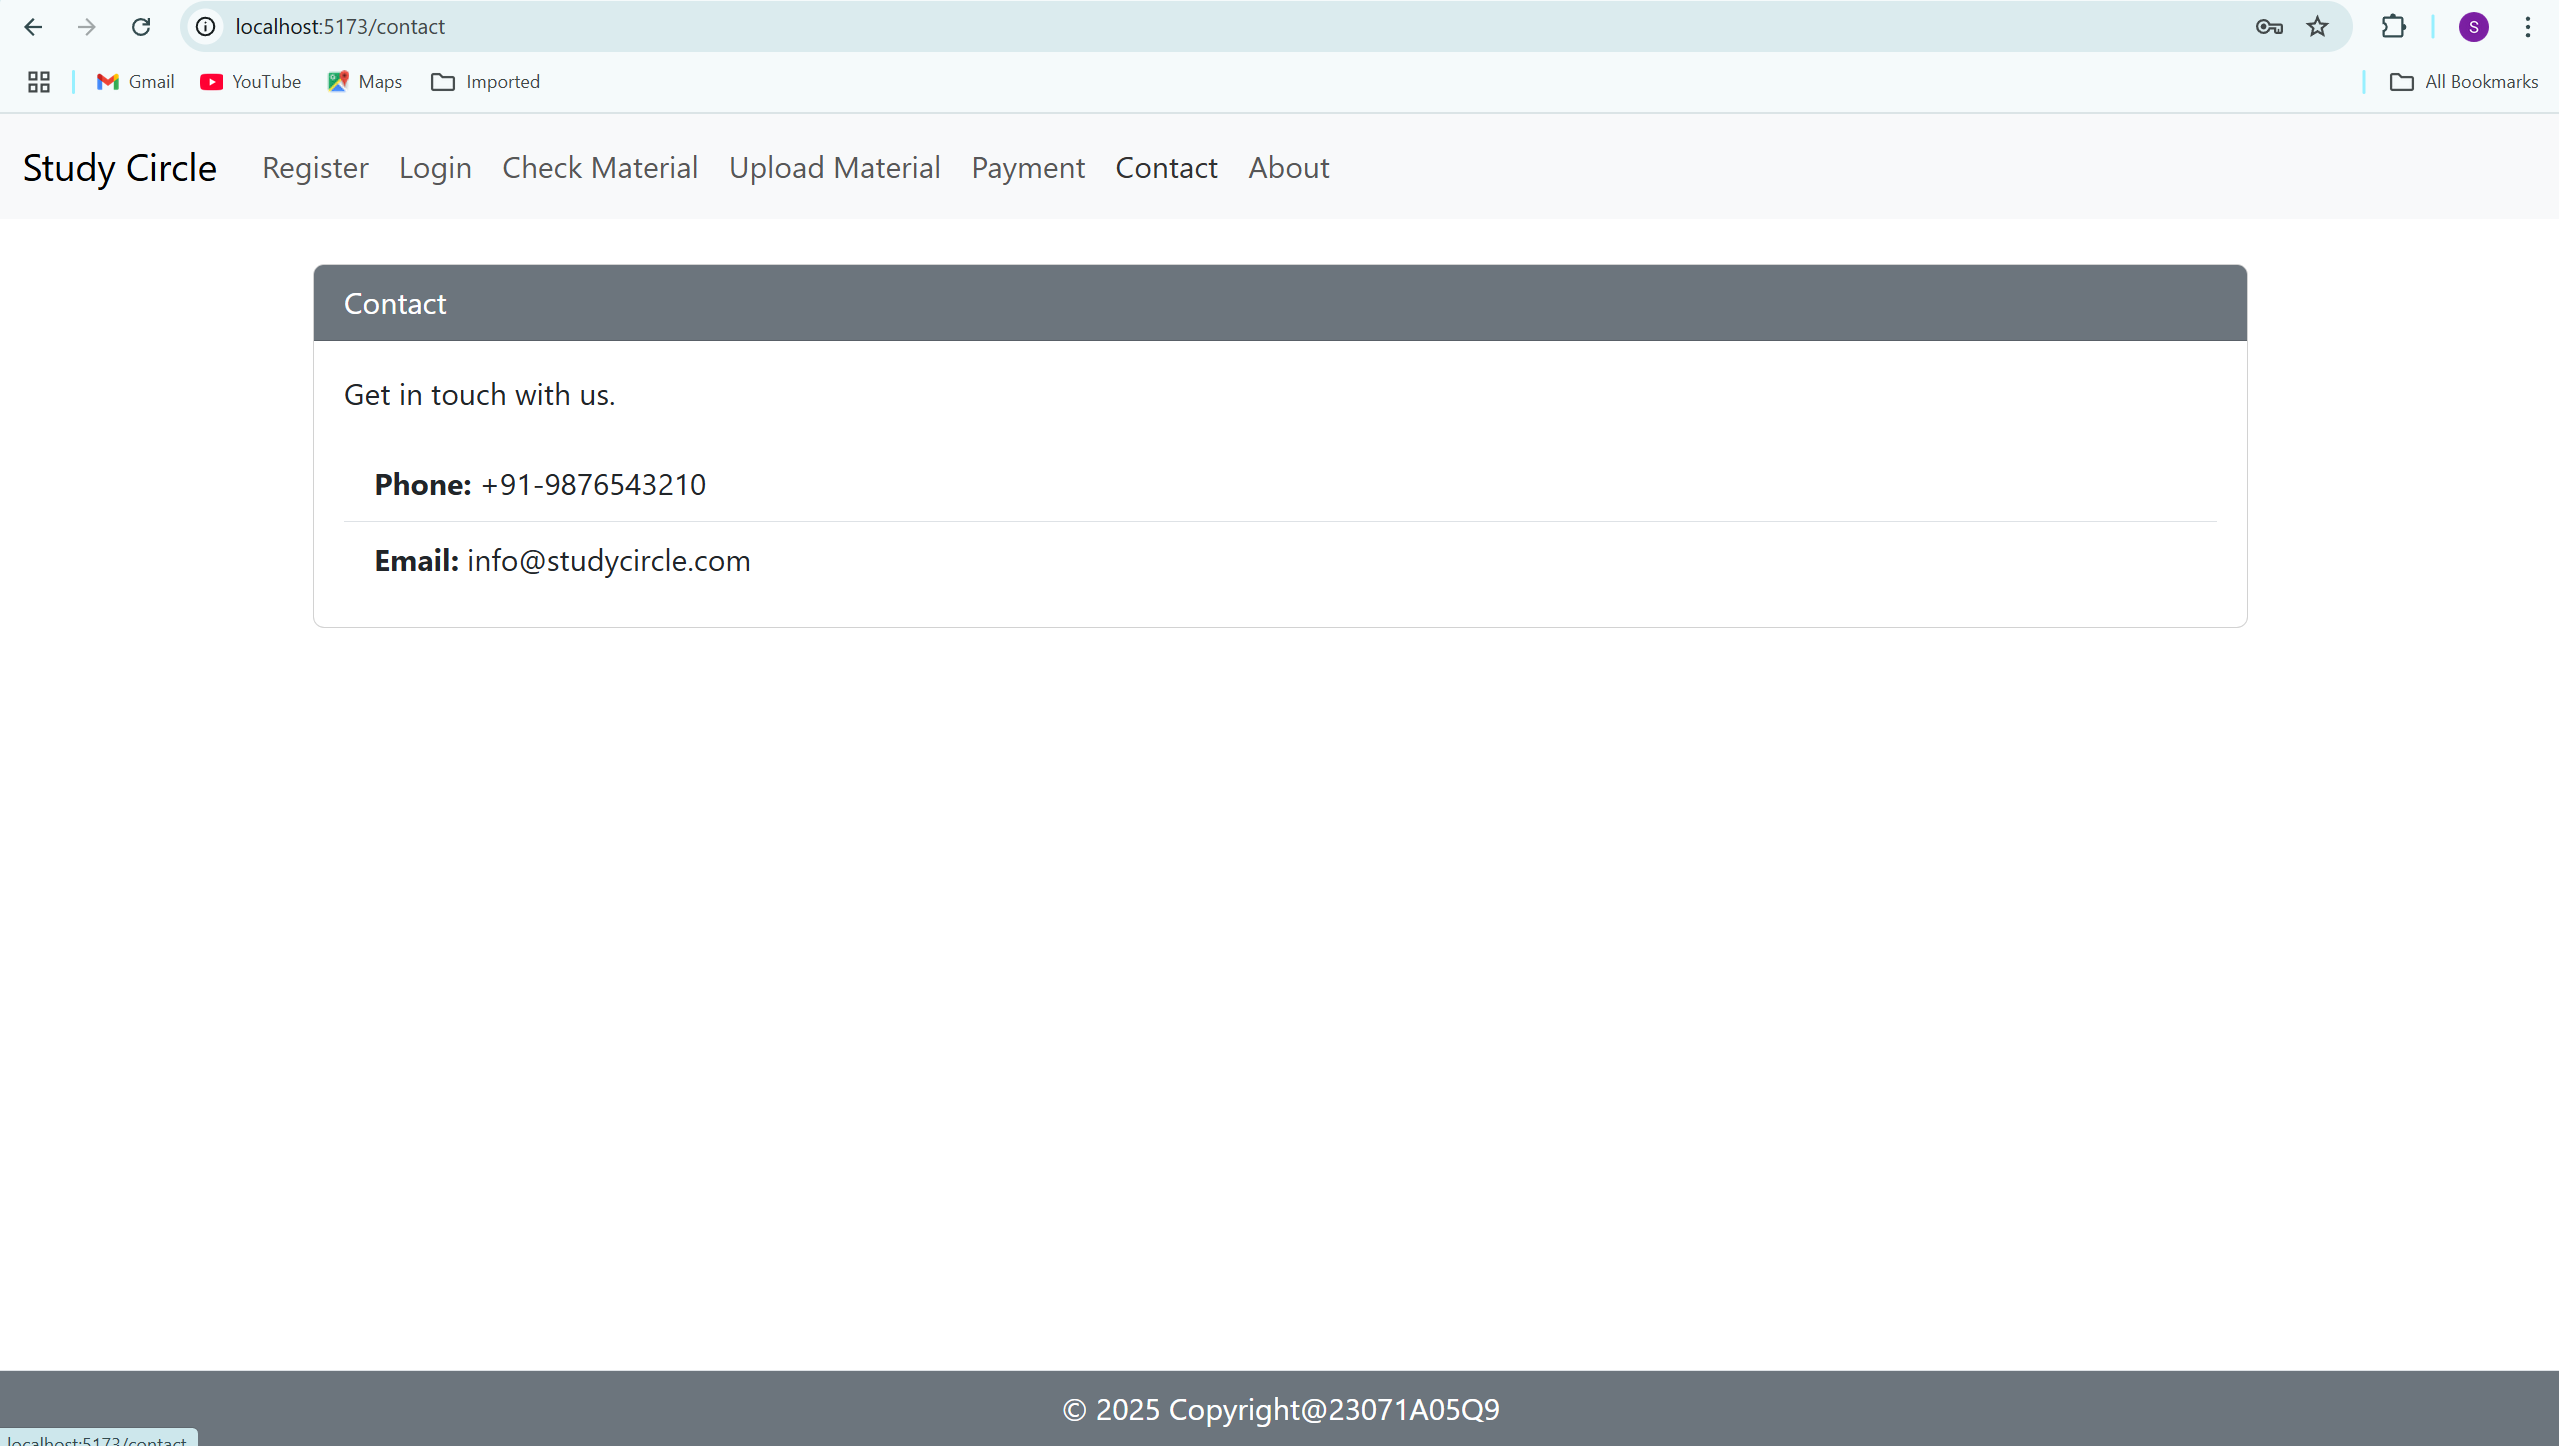 localhost:5173/contact
S
Gmail YouTube Maps Imported All Bookmarks
Study Circle Register Login Check Material Upload Material Payment Contact About
Contact
Get in touch with us.
Phone: +91-9876543210
Email: info@studycircle.com
© 2025 Copyright@23071A05Q9
localhost:5173/contact